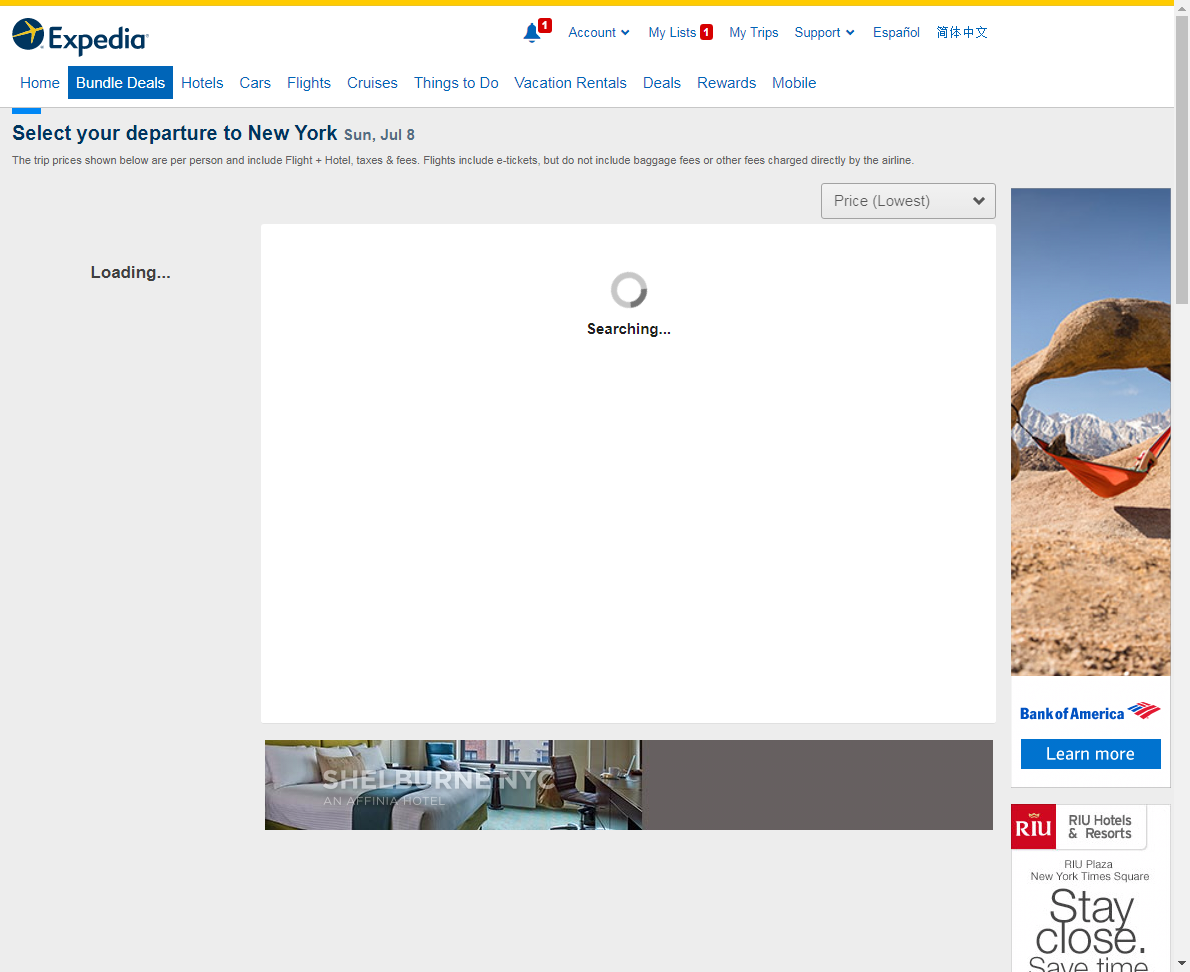 Expedia
1
Account
My Lists 1
My Trips
Support
Español
简体中文
Home
Bundle Deals
Hotels
Cars
Flights
Cruises
Things to Do
Vacation Rentals
Deals
Rewards
Mobile
Select your departure to New York Sun, Jul 8
The trip prices shown below are per person and include Flight + Hotel, taxes & fees. Flights include e-tickets, but do not include baggage fees or other fees charged directly by the airline.
Price (Lowest)
Loading...
Searching...
Bank of America
Learn more
SHELBURNE NYC
AN AFFINIA HOTEL
RIU
RIU Hotels
& Resorts
RIU Plaza
New York Times Square
Stay
close.
Save time